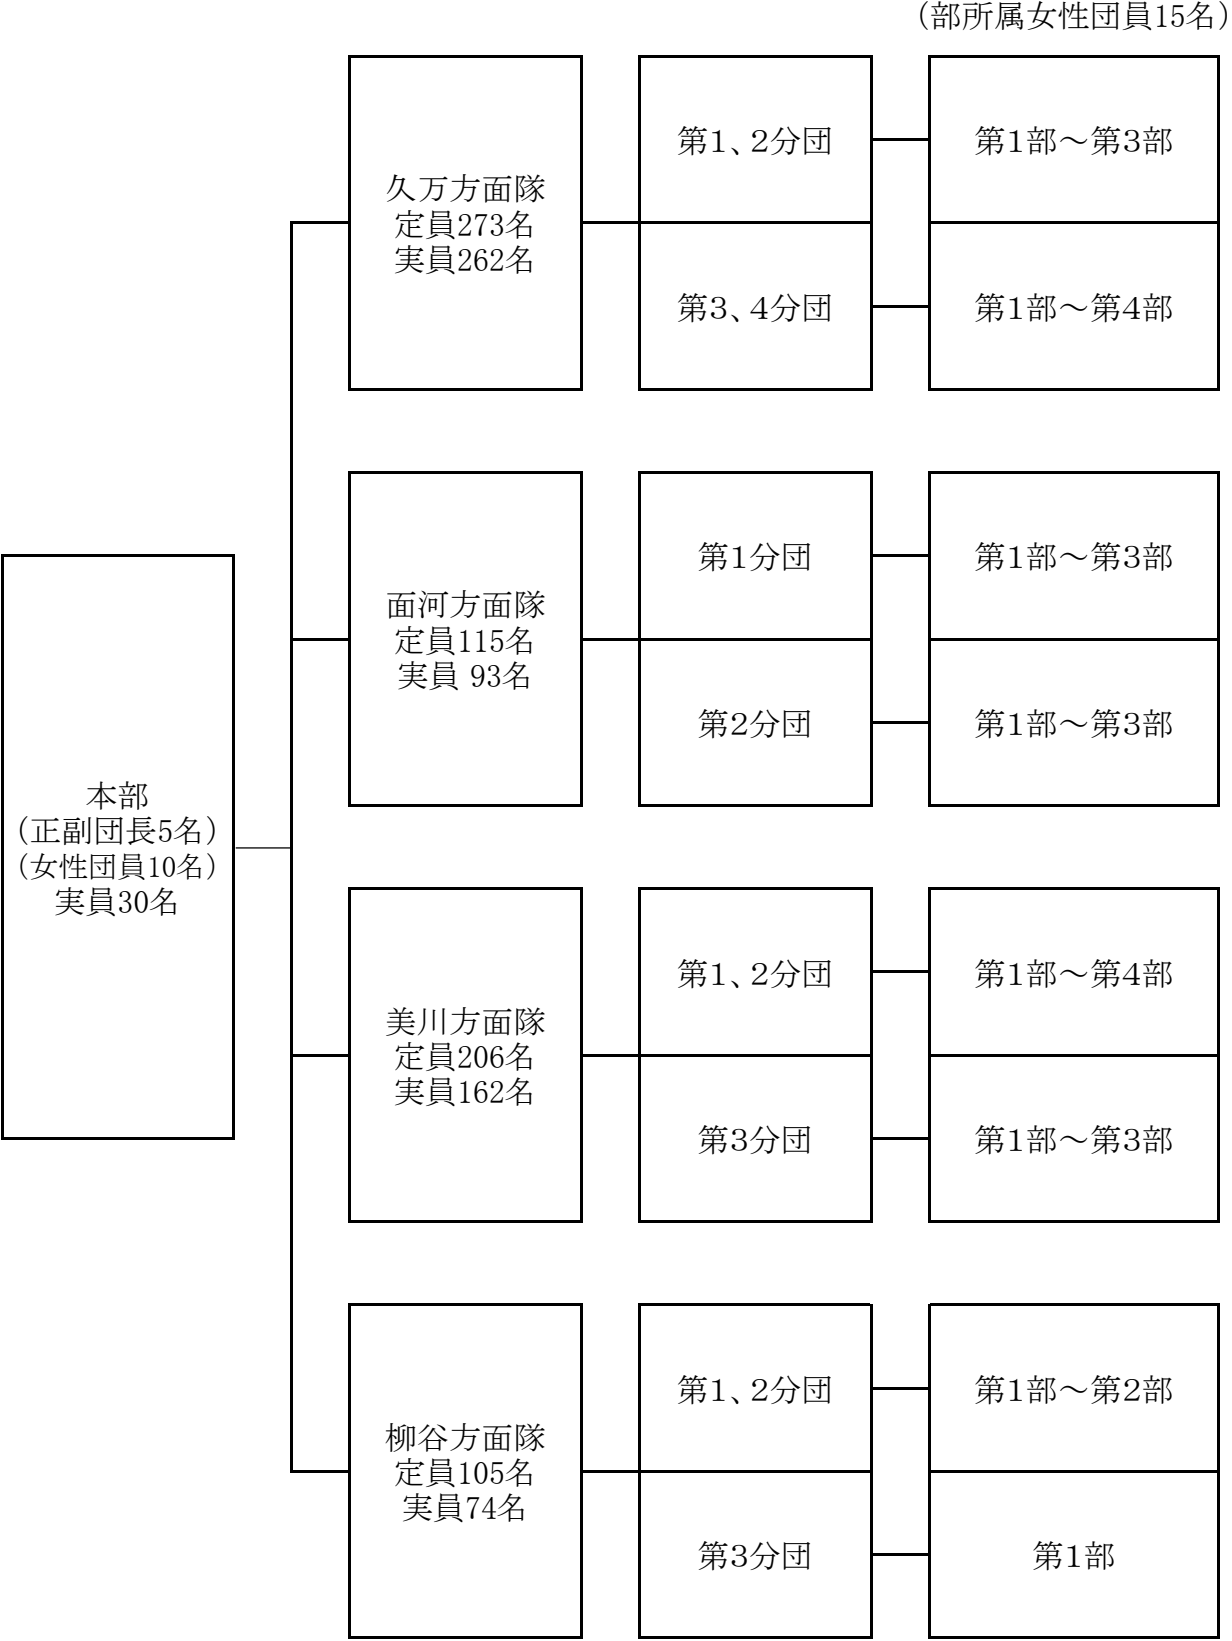 （部所属女性団員15名）
久万方面隊
定員273名
実員262名
第１、２分団
第１部～第３部
第３、４分団
第１部～第４部
面河方面隊
定員115名
実員 93名
第１分団
第１部～第３部
第２分団
第１部～第３部
本部
（正副団長5名）
（女性団員10名）
実員30名
美川方面隊
定員206名
実員162名
第１、２分団
第１部～第４部
第３分団
第１部～第３部
柳谷方面隊
定員105名
実員74名
第１、２分団
第１部～第２部
第３分団
第１部